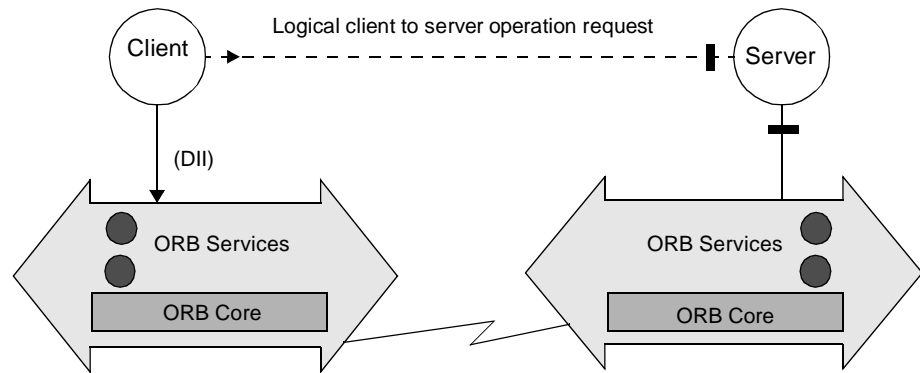 Logical client to server operation request
Client
Server
(DII)
ORB Services
ORB Services
ORB Core
ORB Core